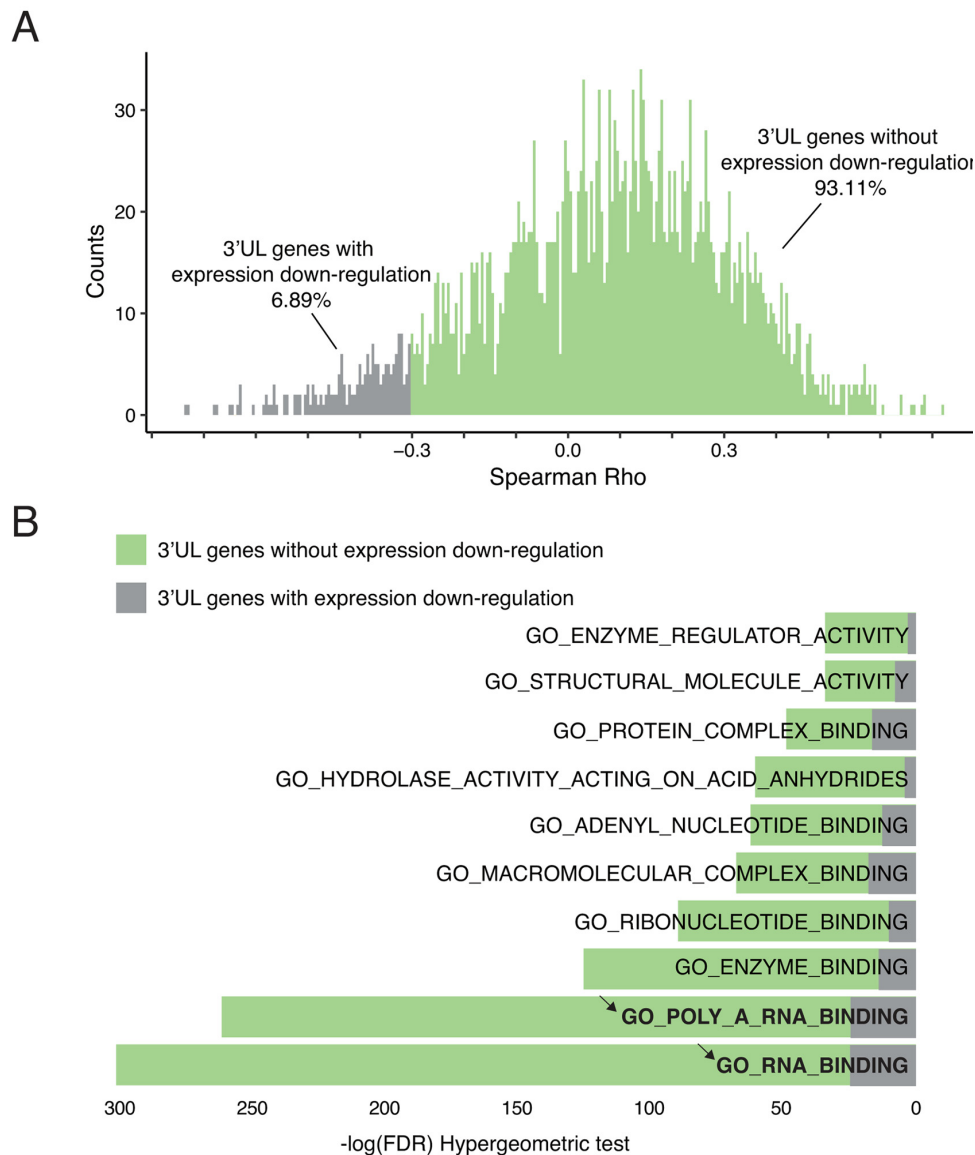 A
30
20
10
0
Counts
3'UL genes with
expression down-regulation
6.89%
3'UL genes without
expression down-regulation
93.11%
−0.3
0.0
0.3
Spearman Rho
B
3'UL genes without expression down-regulation
3'UL genes with expression down-regulation
GO_ENZYME_REGULATOR_ACTIVITY
GO_STRUCTURAL_MOLECULE_ACTIVITY
GO_PROTEIN_COMPLEX_BINDING
GO_HYDROLASE_ACTIVITY_ACTING_ON_ACID_ANHYDRIDES
GO_ADENYL_NUCLEOTIDE_BINDING
GO_MACROMOLECULAR_COMPLEX_BINDING
GO_RIBONUCLEOTIDE_BINDING
GO_ENZYME_BINDING
GO_POLY_A_RNA_BINDING
GO_RNA_BINDING
300 250 200 150 100 50 0
-log(FDR) Hypergeometric test